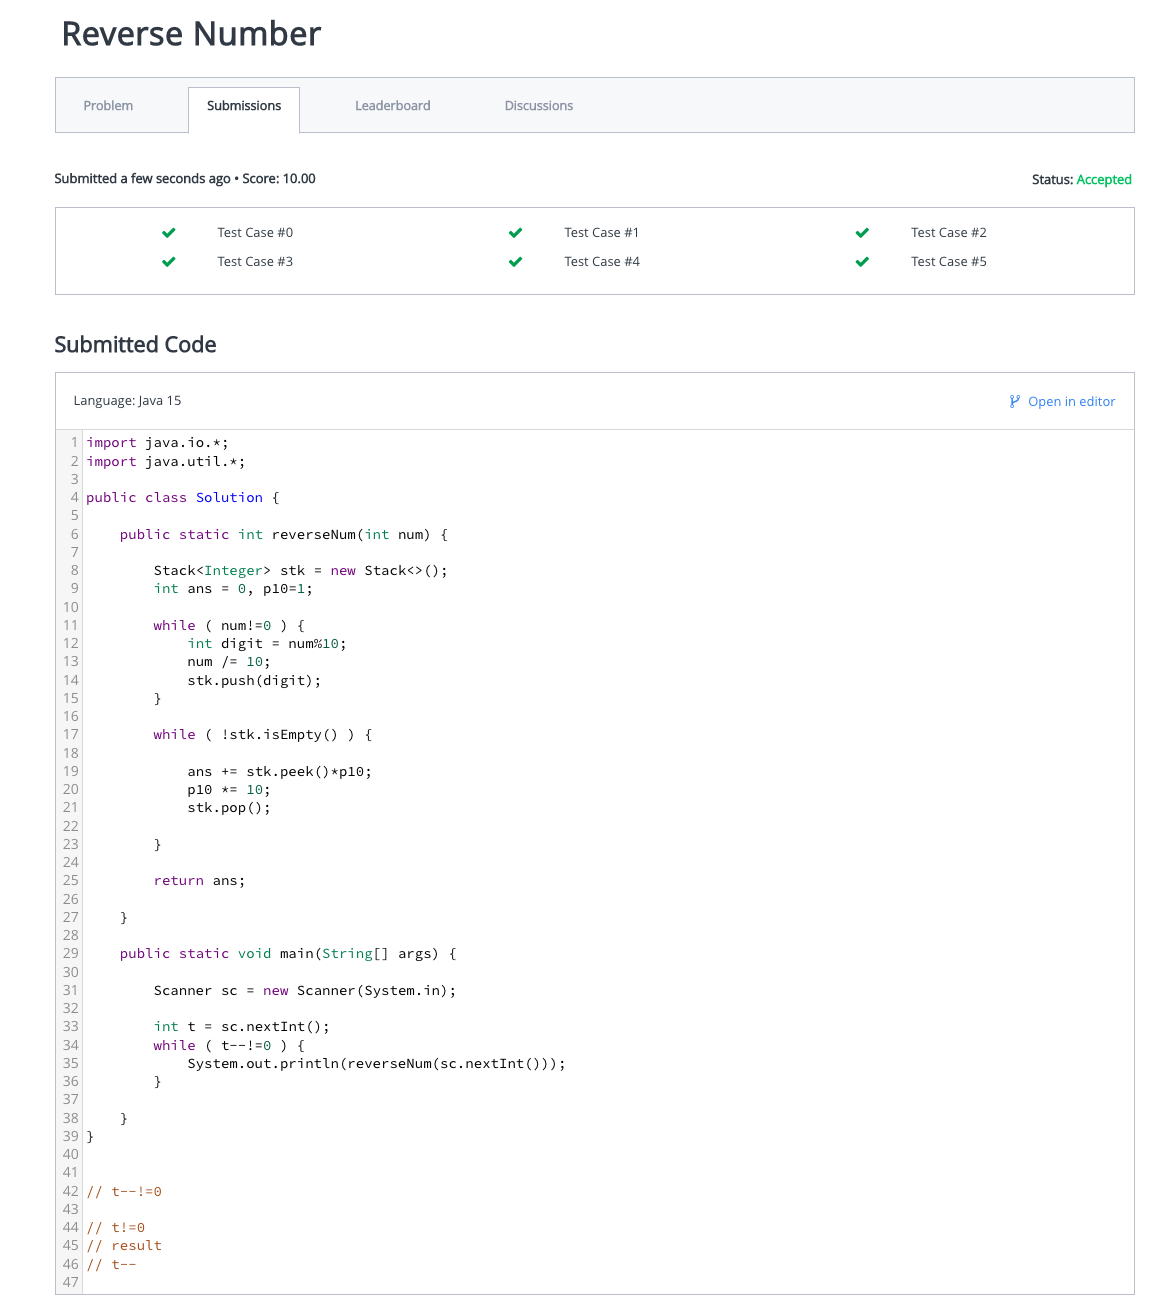 Reverse Number
Problem Submissions Leaderboard Discussions
Submitted a few seconds ago • Score: 10.00 Status: Accepted
Test Case #0 Test Case #1 Test Case #2
Test Case #3 Test Case #4 Test Case #5
Submitted Code
Language: Java 15 Open in editor
1 import java.io.*;
2 import java.util.*;
3
4 public class Solution {
5
6     public static int reverseNum(int num) {
7
8         Stack<Integer> stk = new Stack<>();
9         int ans = 0, p10=1;
10
11         while ( num!=0 ) {
12             int digit = num%10;
13             num /= 10;
14             stk.push(digit);
15         }
16
17         while ( !stk.isEmpty() ) {
18
19             ans += stk.peek()*p10;
20             p10 *= 10;
21             stk.pop();
22
23         }
24
25         return ans;
26
27     }
28
29     public static void main(String[] args) {
30
31         Scanner sc = new Scanner(System.in);
32
33         int t = sc.nextInt();
34         while ( t--!=0 ) {
35             System.out.println(reverseNum(sc.nextInt()));
36         }
37
38     }
39 }
40
41
42 // t--!=0
43
44 // t!=0
45 // result
46 // t--
47